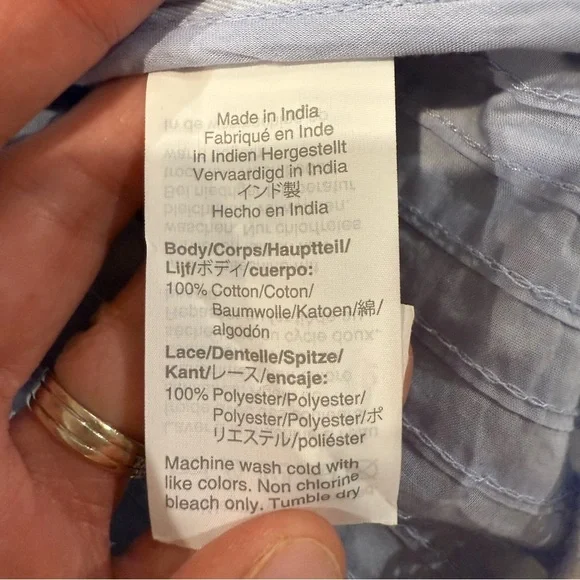 Made in India
Fabriqué en Inde
in Indien Hergestellt
Vervaardigd in India
インド製
Hecho en India
Body/Corps/Hauptteil/
Lijf/ボディ/cuerpo:
100% Cotton/Coton/
Baumwolle/Katoen/綿/
algodón
Lace/Dentelle/Spitze/
Kant/レース/encaje:
100% Polyester/Polyester/
Polyester/Polyester/ポ
リエステル/poliéster
Machine wash cold with
like colors. Non chlorine
bleach only. Tumble dry